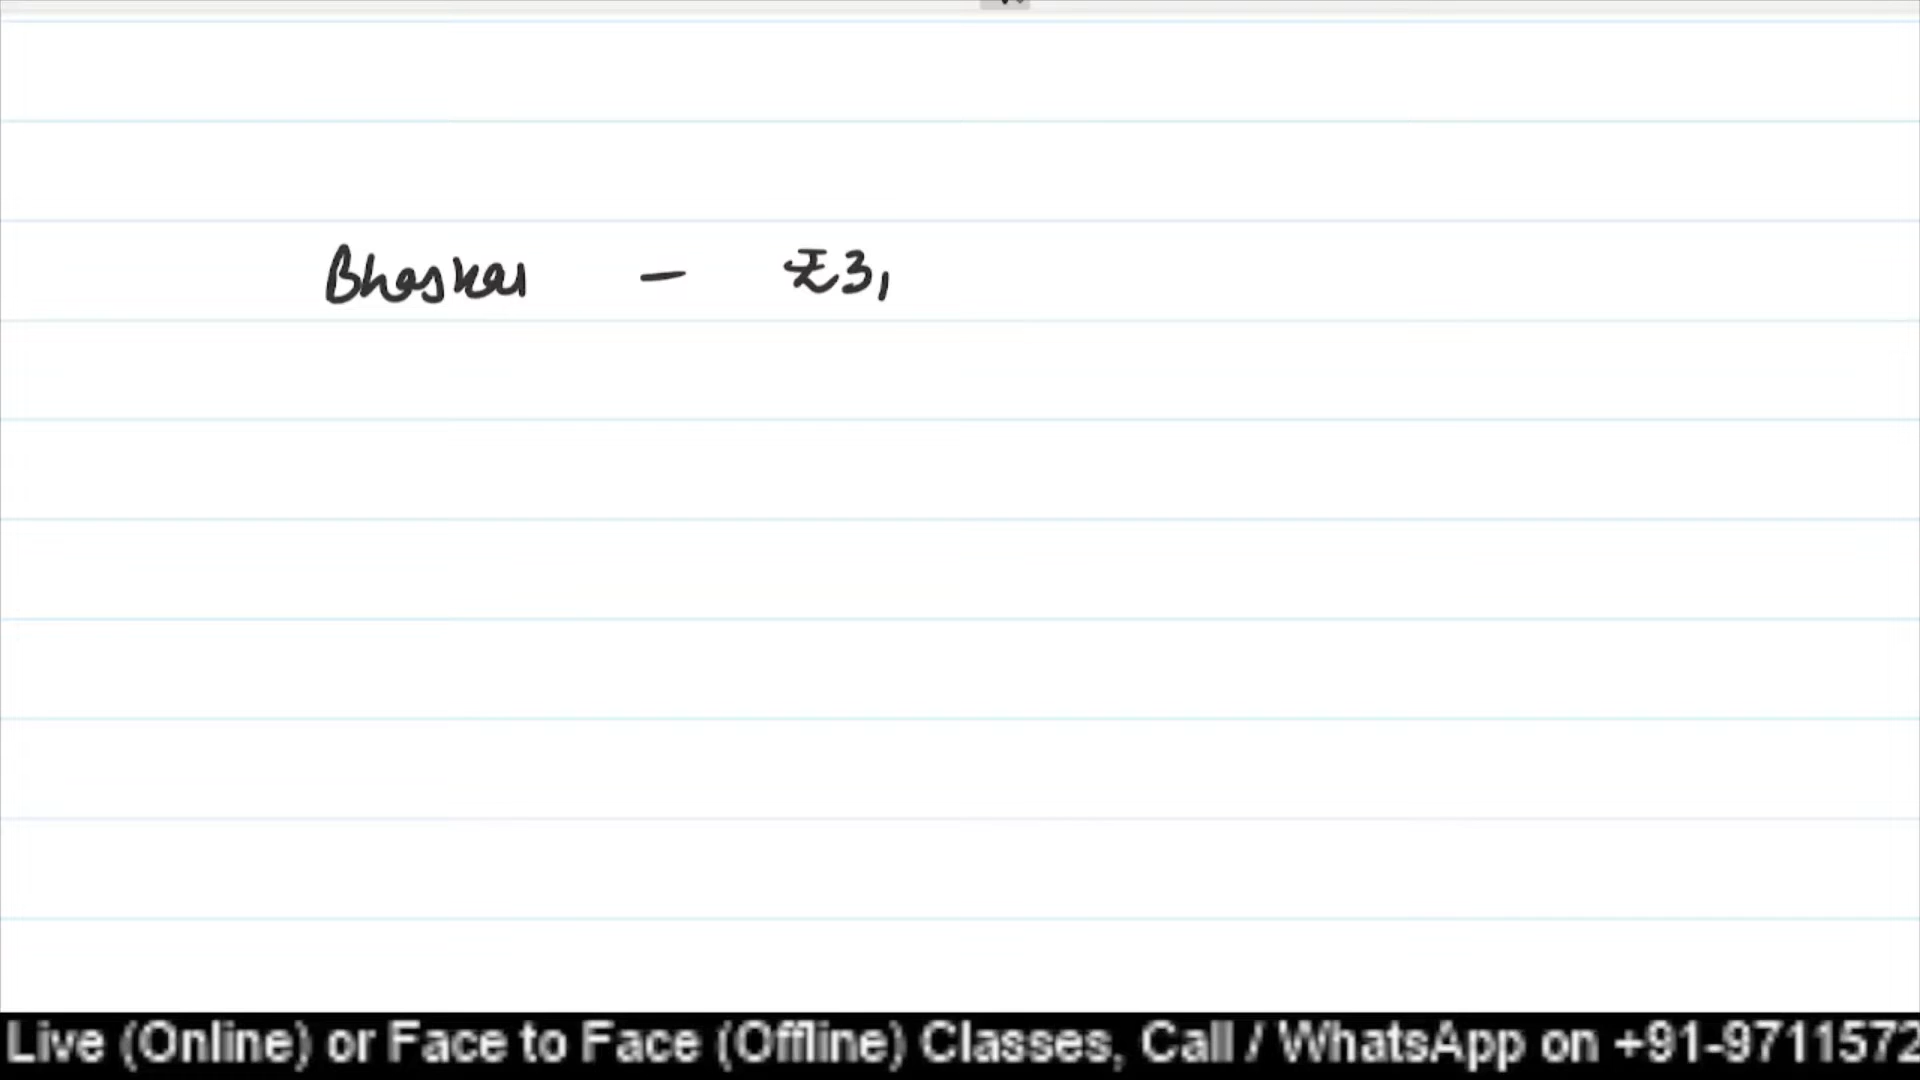 Bhaskar - ₹3,
Live (Online) or Face to Face (Offline) Classes, Call / WhatsApp on +91-9711572